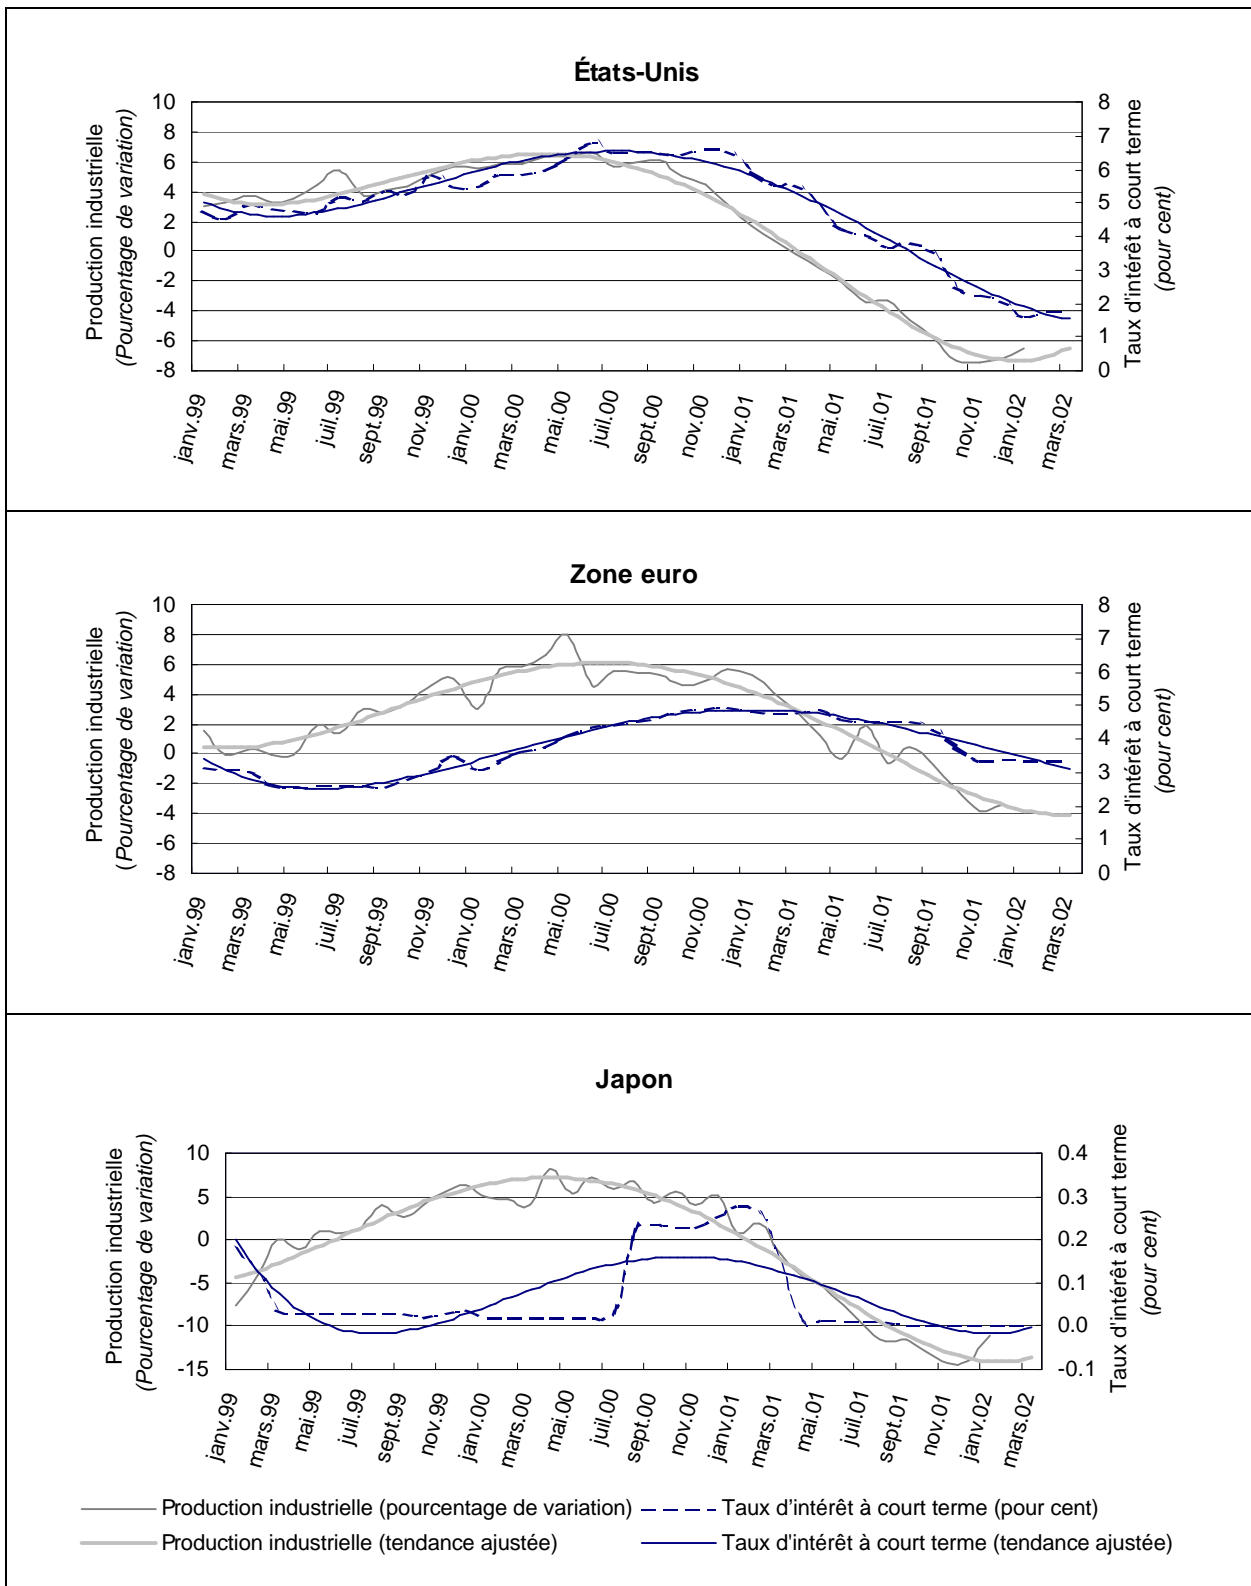 États-Unis
Production industrielle
(Pourcentage de variation)
10
8
6
4
2
0
-2
-4
-6
-8
8
7
6
5
4
3
2
1
0
Taux d'intérêt à court terme
(pour cent)
janv.99
mars.99
mai.99
juil.99
sept.99
nov.99
janv.00
mars.00
mai.00
juil.00
sept.00
nov.00
janv.01
mars.01
mai.01
juil.01
sept.01
nov.01
janv.02
mars.02
Zone euro
Production industrielle
(Pourcentage de variation)
10
8
6
4
2
0
-2
-4
-6
-8
8
7
6
5
4
3
2
1
0
Taux d'intérêt à court terme
(pour cent)
janv.99
mars.99
mai.99
juil.99
sept.99
nov.99
janv.00
mars.00
mai.00
juil.00
sept.00
nov.00
janv.01
mars.01
mai.01
juil.01
sept.01
nov.01
janv.02
mars.02
Japon
Production industrielle
(Pourcentage de variation)
10
5
0
-5
-10
-15
0.4
0.3
0.2
0.1
0.0
-0.1
Taux d'intérêt à court terme
(pour cent)
janv.99
mars.99
mai.99
juil.99
sept.99
nov.99
janv.00
mars.00
mai.00
juil.00
sept.00
nov.00
janv.01
mars.01
mai.01
juil.01
sept.01
nov.01
janv.02
mars.02
Production industrielle (pourcentage de variation)
Taux d'intérêt à court terme (pour cent)
Production industrielle (tendance ajustée)
Taux d'intérêt à court terme (tendance ajustée)